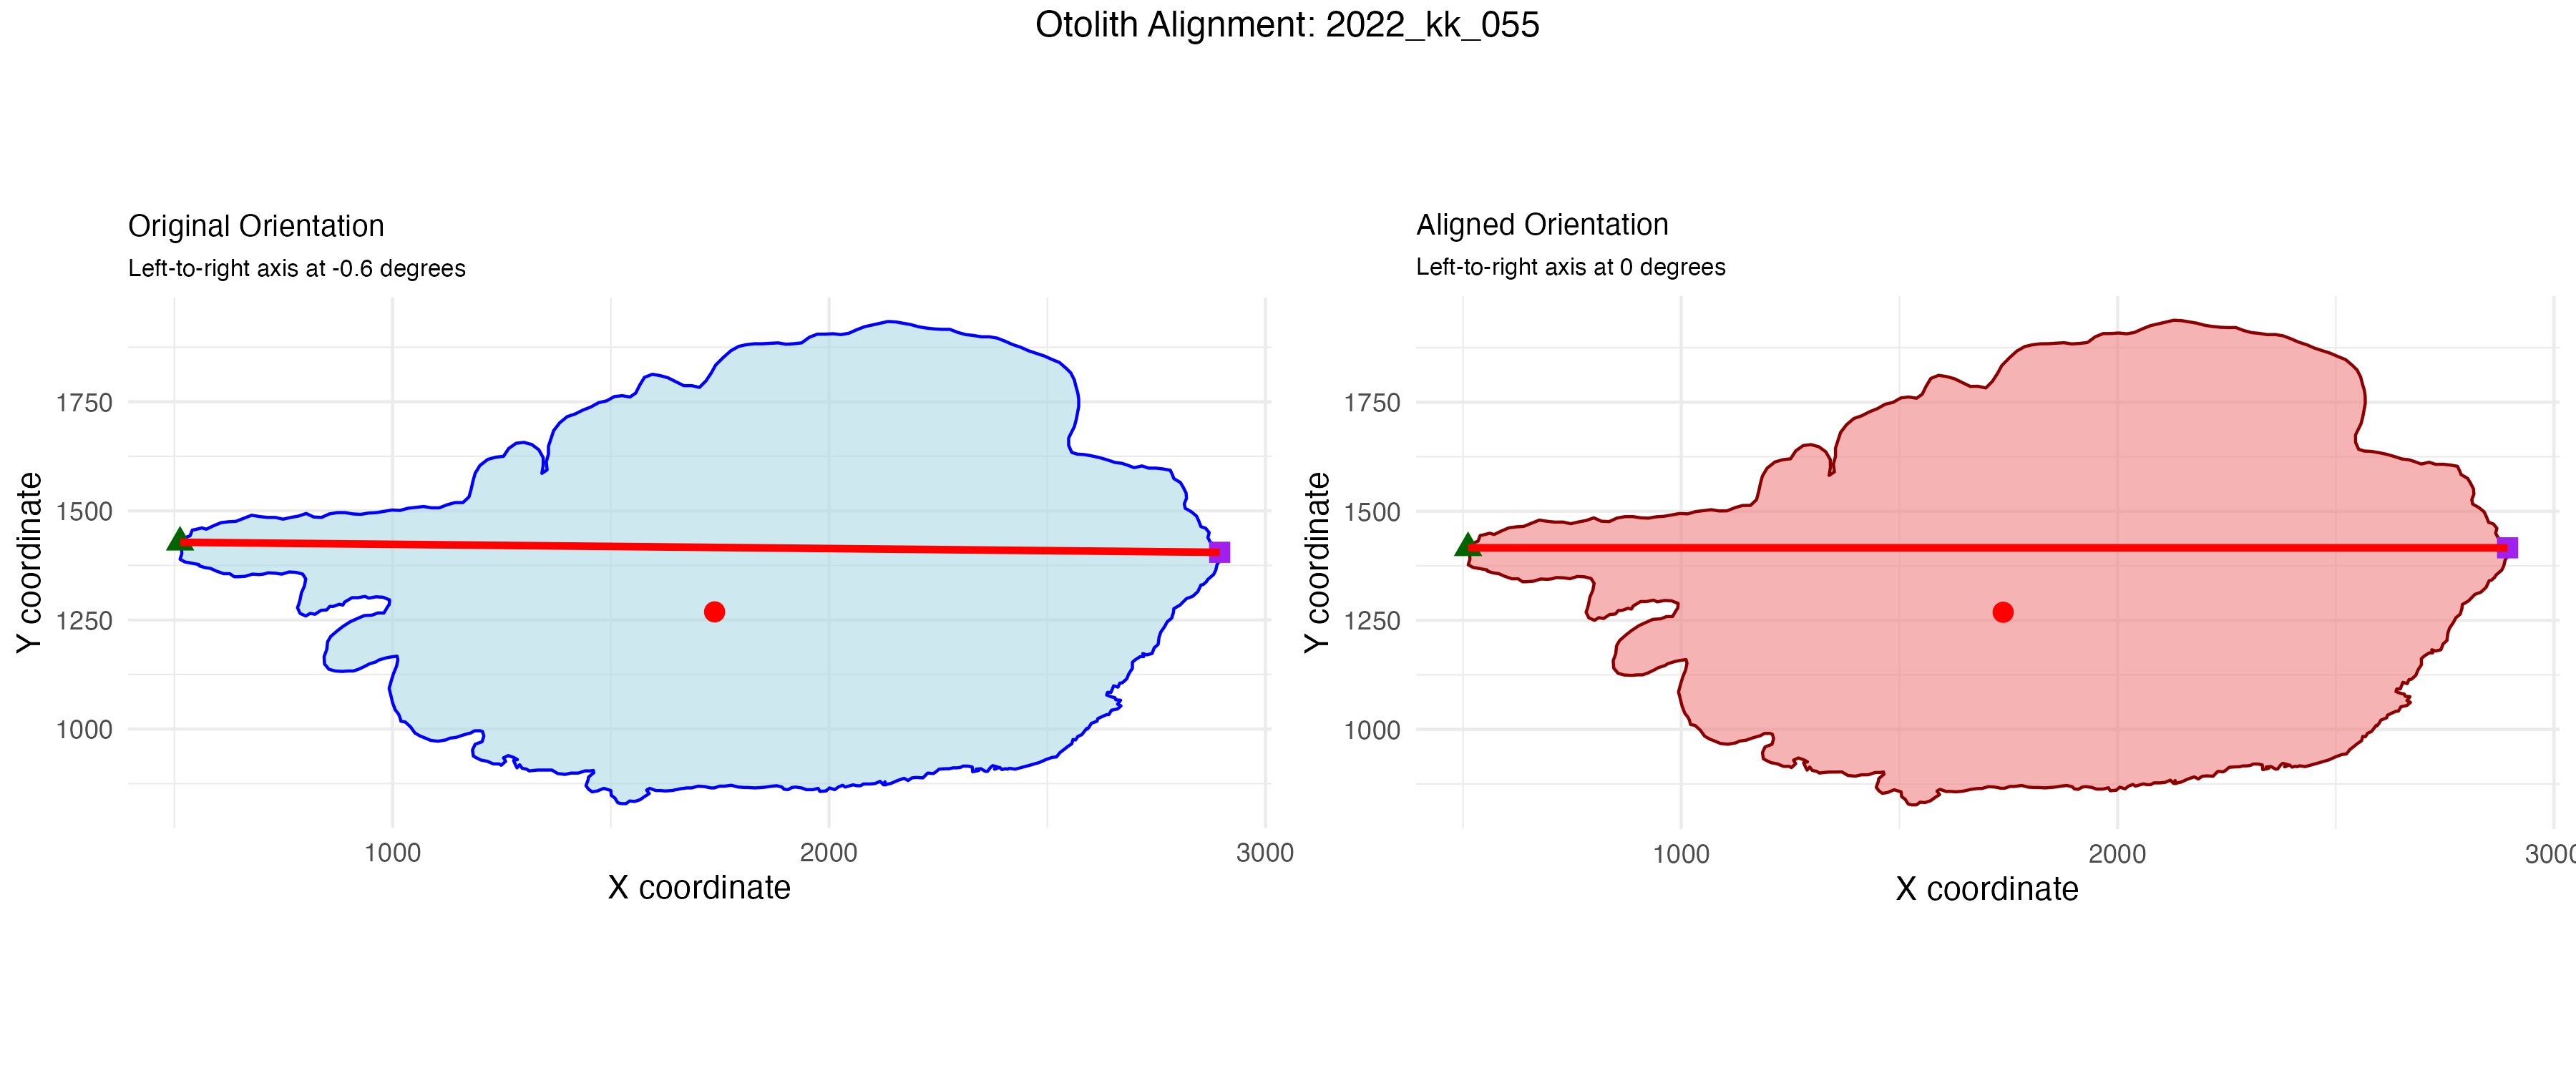 Otolith Alignment: 2022_kk_055
Original Orientation
Left-to-right axis at -0.6 degrees
Y coordinate
1750
1500
1250
1000
1000
2000
3000
X coordinate
Aligned Orientation
Left-to-right axis at 0 degrees
Y coordinate
1750
1500
1250
1000
1000
2000
3000
X coordinate